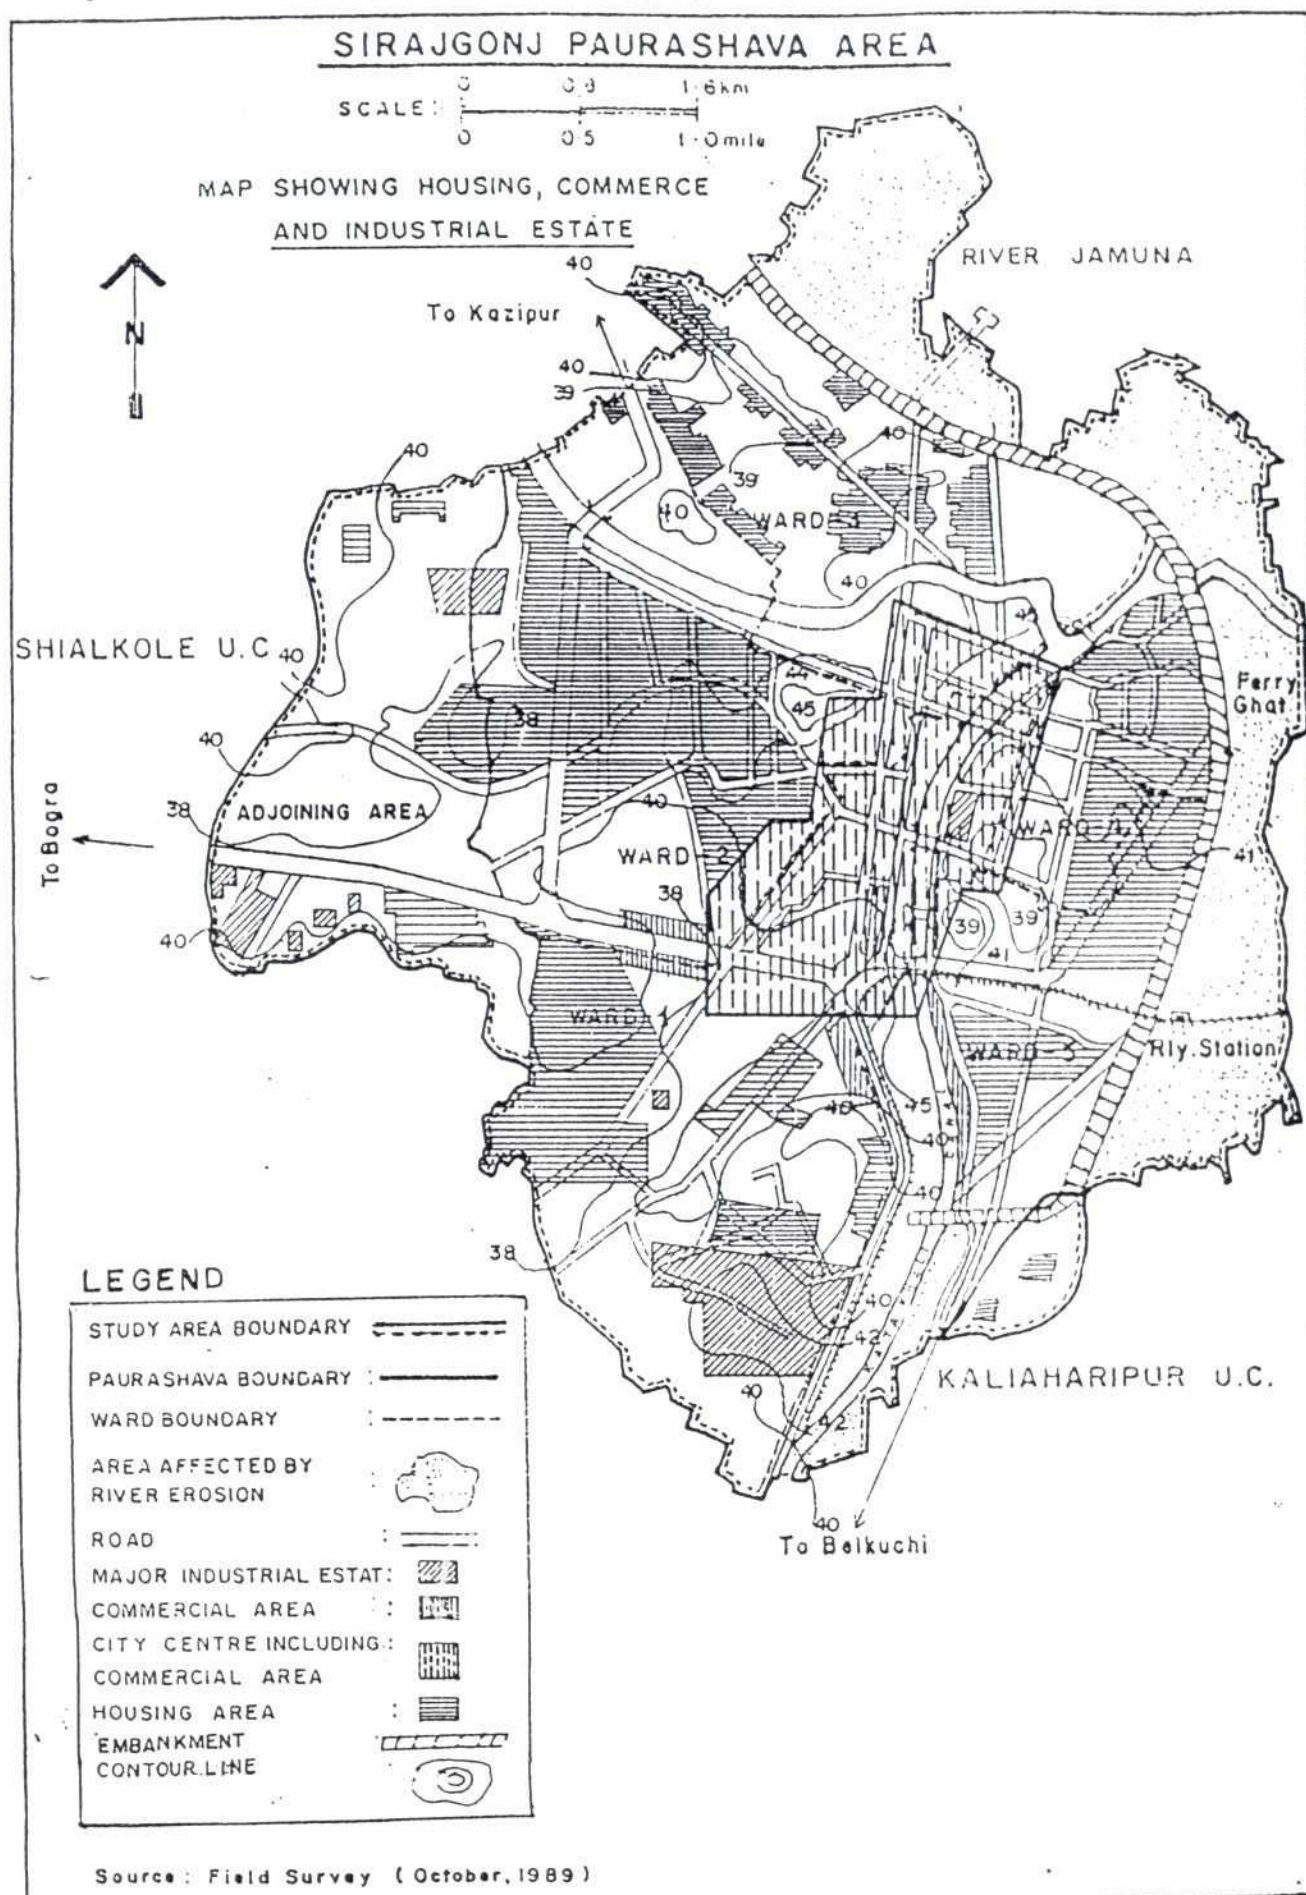 SIRAJGONJ PAURASHAVA AREA
0 0.8 1.6km
SCALE:
0 0.5 1.0mile
MAP SHOWING HOUSING, COMMERCE
AND INDUSTRIAL ESTATE
RIVER JAMUNA
N
40
To Kazipur
40
39
40
40
39
40
WARD-3
40
SHIALKOLE U.C
40
44
45
Ferry
Ghat
38
40
To Bogra
38
ADJOINING AREA
40
WARD-2
38
41
40
39
39
41
WARD-1
WARD-5
Rly. Station
40
45
40
40
38
40
42
KALIAHARIPUR U.C.
40
42
40
To Belkuchi
LEGEND
STUDY AREA BOUNDARY
PAURASHAVA BOUNDARY :
WARD BOUNDARY :
AREA AFFECTED BY :
RIVER EROSION
ROAD :
MAJOR INDUSTRIAL ESTAT:
COMMERCIAL AREA :
CITY CENTRE INCLUDING:
COMMERCIAL AREA
HOUSING AREA :
EMBANKMENT
CONTOUR LINE
Source: Field Survey (October, 1989)